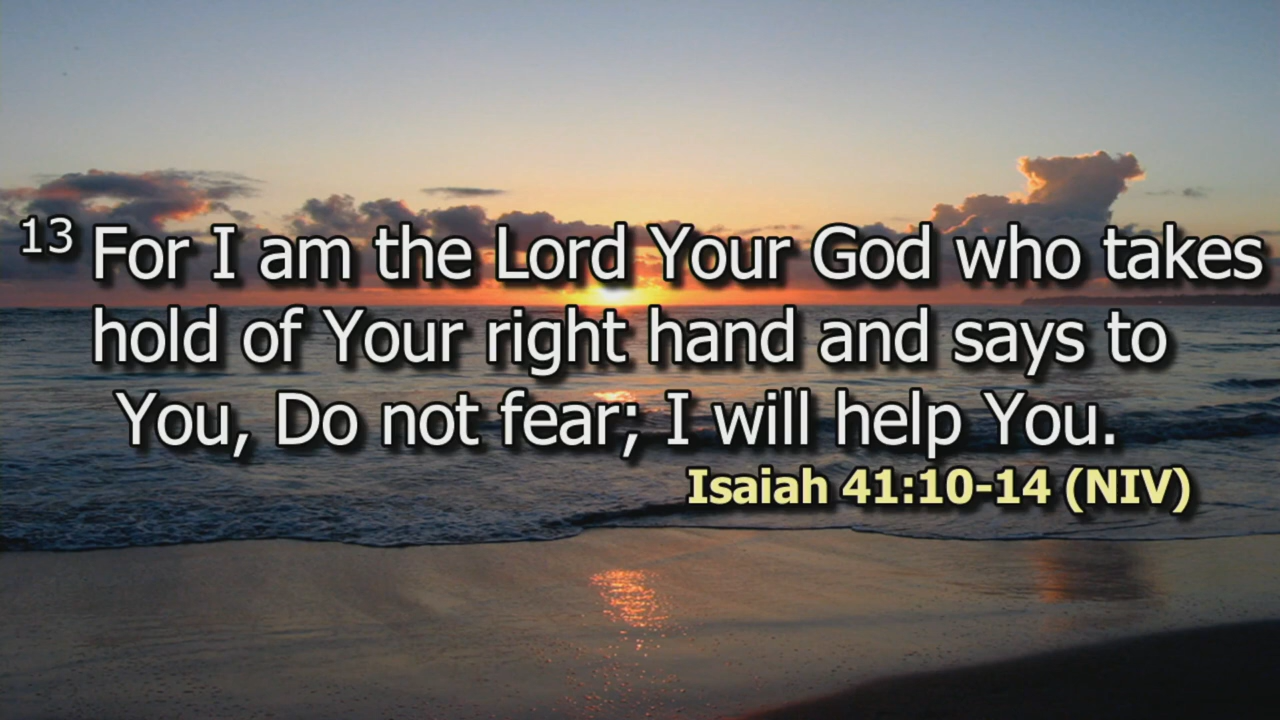 13 For I am the Lord Your God who takes
hold of Your right hand and says to
You, Do not fear; I will help You.
Isaiah 41:10-14 (NIV)